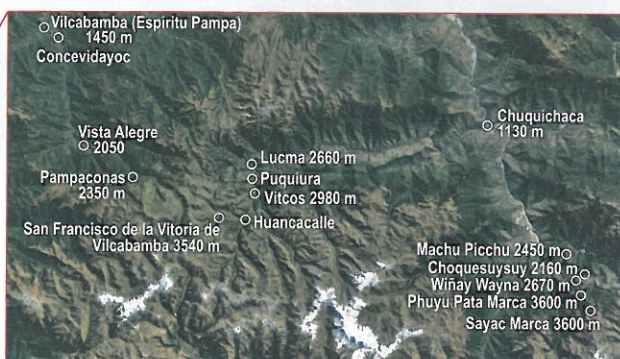 Vilcabamba (Espiritu Pampa)
1450 m
Concevidayoc
Chuquichaca
1130 m
Vista Alegre
2050
Lucma 2660 m
Pampaconas
2350 m
Puquiura
Vitcos 2980 m
San Francisco de la Vitoria de
Vilcabamba 3540 m
Huancacalle
Machu Picchu 2450 m
Choquesuysuy 2160 m
Wiñay Wayna 2670 m
Phuyu Pata Marca 3600 m
Sayac Marca 3600 m